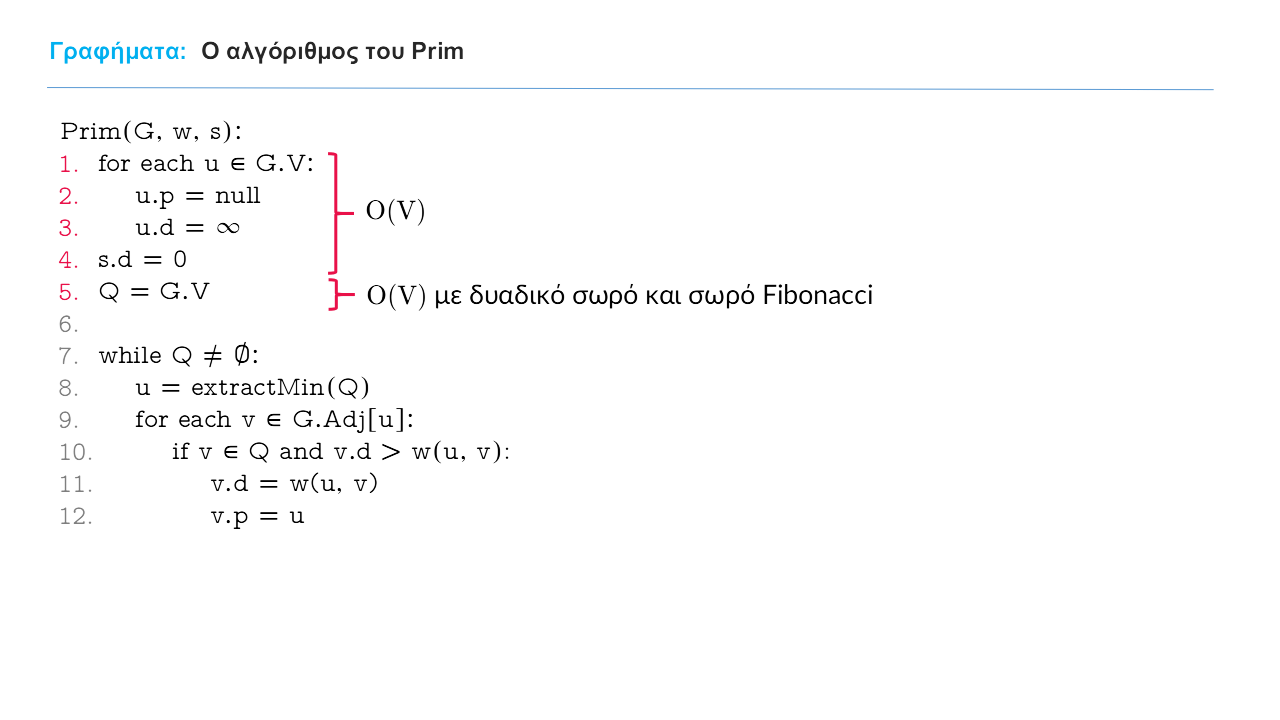 Γραφήματα: Ο αλγόριθμος του Prim
Prim(G, w, s):
1. for each u ∈ G.V:
2. u.p = null
3. u.d = ∞
O(V)
4. s.d = 0
5. Q = G.V
O(V) με δυαδικό σωρό και σωρό Fibonacci
6.
7. while Q ≠ ∅:
8. u = extractMin(Q)
9. for each v ∈ G.Adj[u]:
10. if v ∈ Q and v.d > w(u, v):
11. v.d = w(u, v)
12. v.p = u